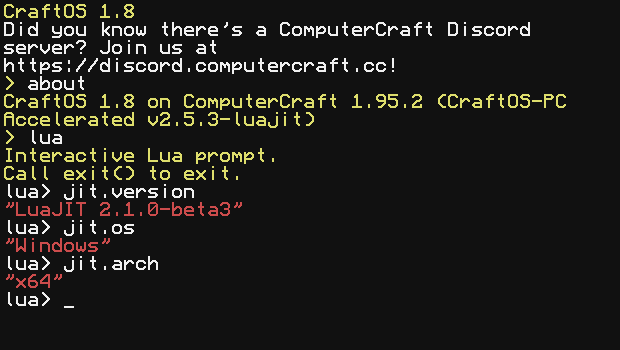 CraftOS 1.8
Did you know there's a ComputerCraft Discord
server? Join us at
https://discord.computercraft.cc!
> about
CraftOS 1.8 on ComputerCraft 1.95.2 (CraftOS-PC
Accelerated v2.5.3-luajit)
> lua
Interactive Lua prompt.
Call exit() to exit.
lua> jit.version
"LuaJIT 2.1.0-beta3"
lua> jit.os
"Windows"
lua> jit.arch
"x64"
lua> _